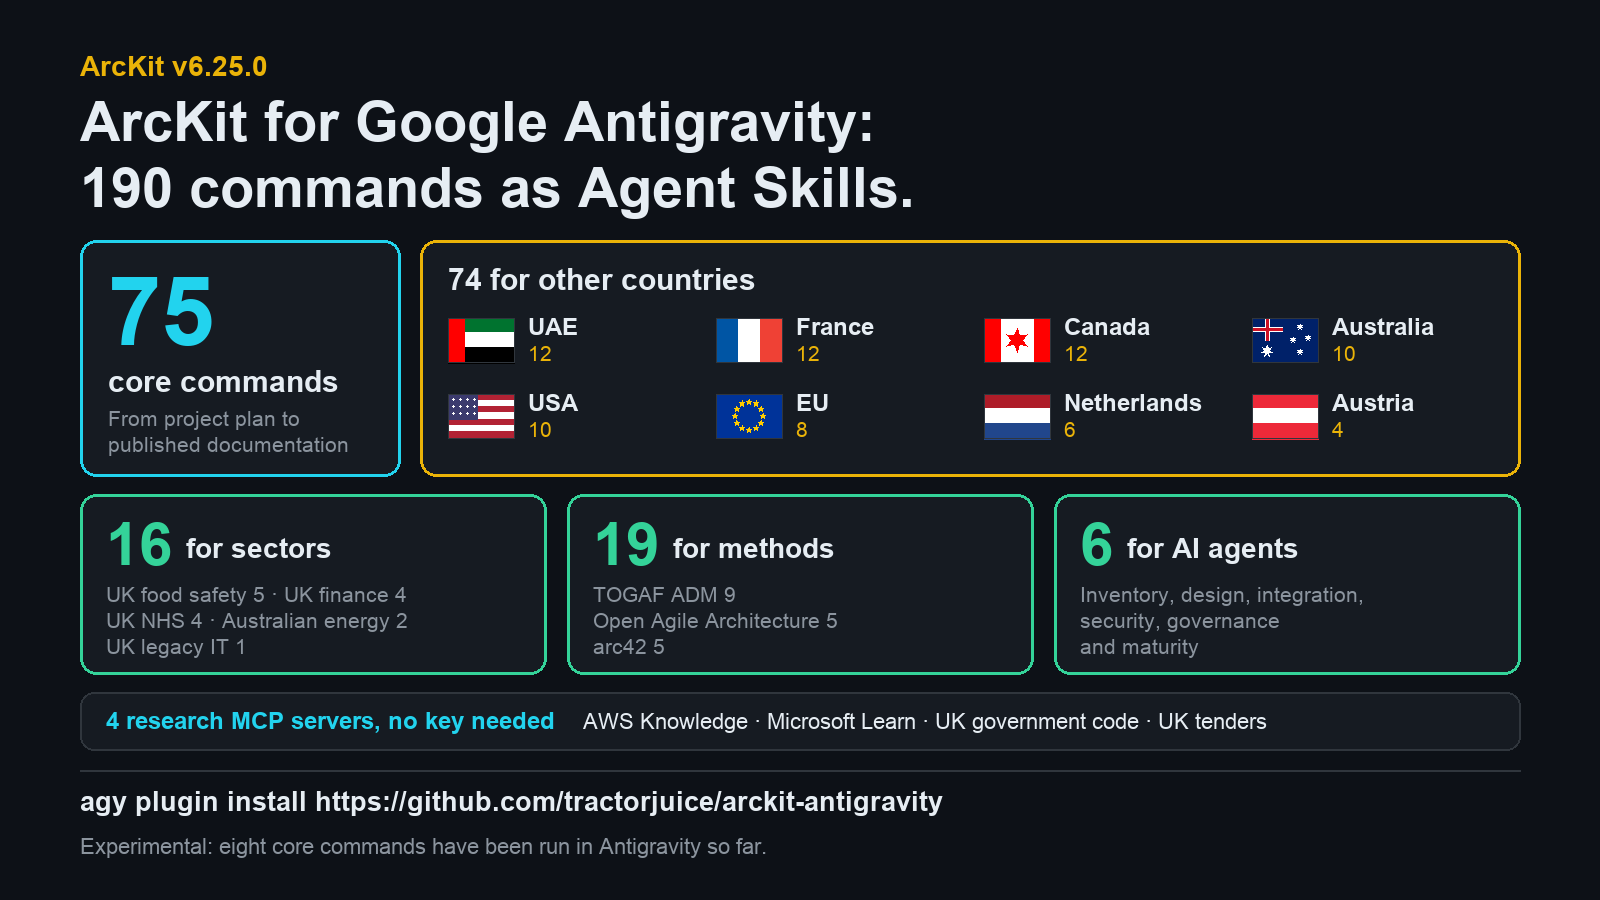 ArcKit v6.25.0
ArcKit for Google Antigravity:
190 commands as Agent Skills.
75
core commands
From project plan to
published documentation
74 for other countries
UAE
12
France
12
Canada
12
Australia
10
USA
10
EU
8
Netherlands
6
Austria
4
16 for sectors
UK food safety 5 · UK finance 4
UK NHS 4 · Australian energy 2
UK legacy IT 1
19 for methods
TOGAF ADM 9
Open Agile Architecture 5
arc42 5
6 for AI agents
Inventory, design, integration,
security, governance
and maturity
4 research MCP servers, no key needed AWS Knowledge · Microsoft Learn · UK government code · UK tenders
agy plugin install https://github.com/tractorjuice/arckit-antigravity
Experimental: eight core commands have been run in Antigravity so far.